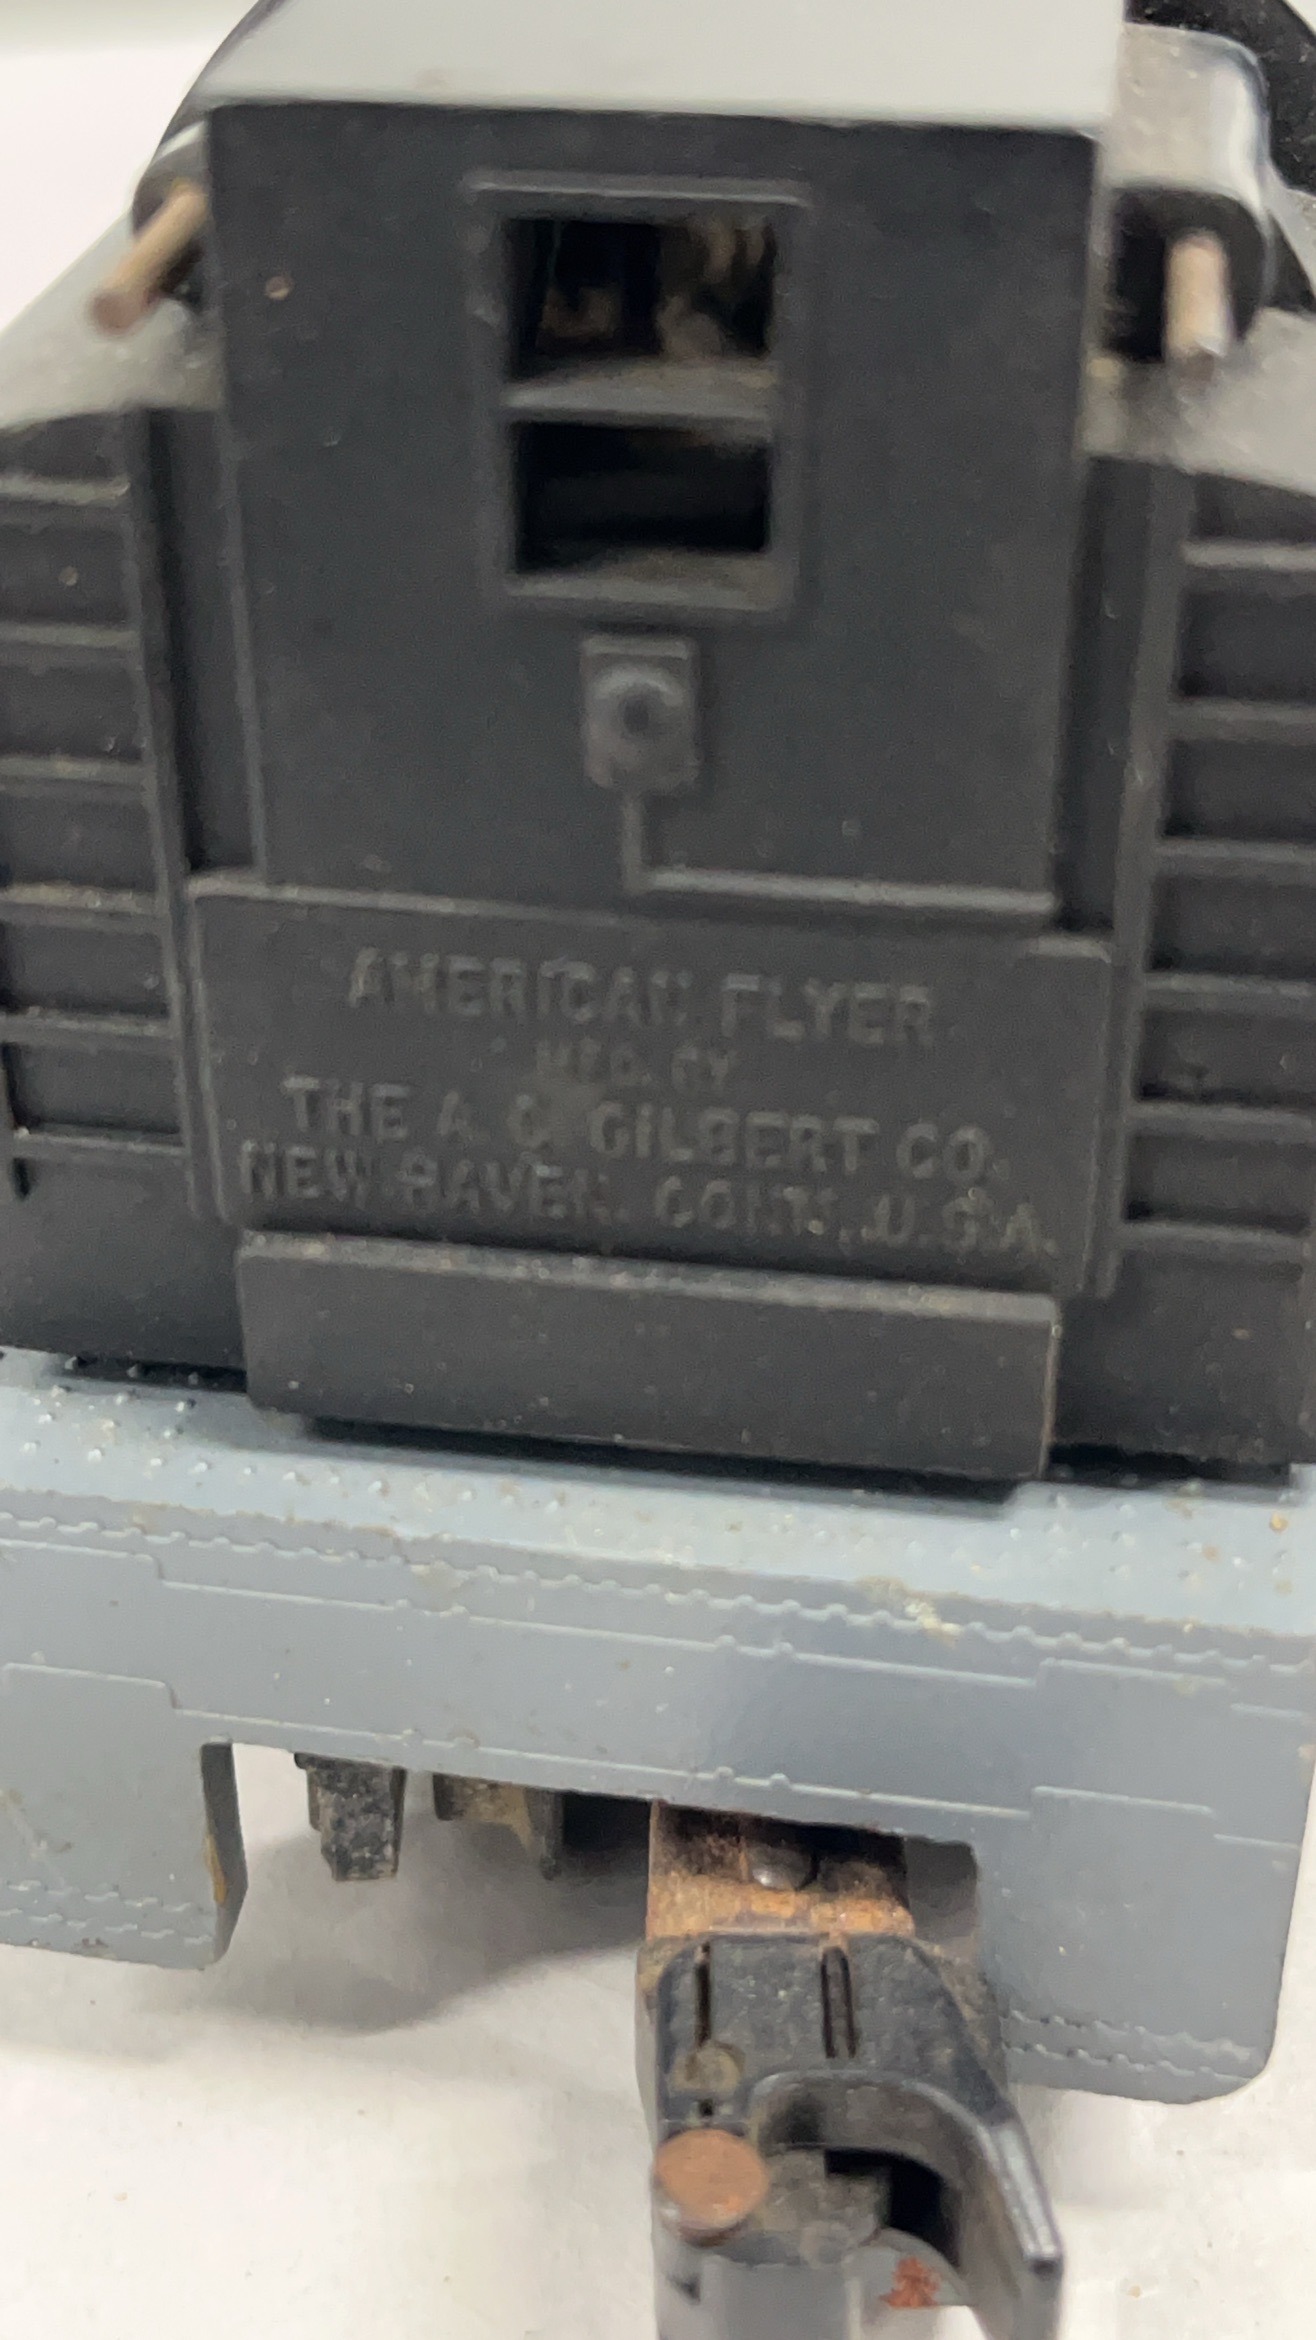 AMERICAN FLYER
MFD. BY
THE A. C. GILBERT CO.
NEW HAVEN, CONN., U.S.A.